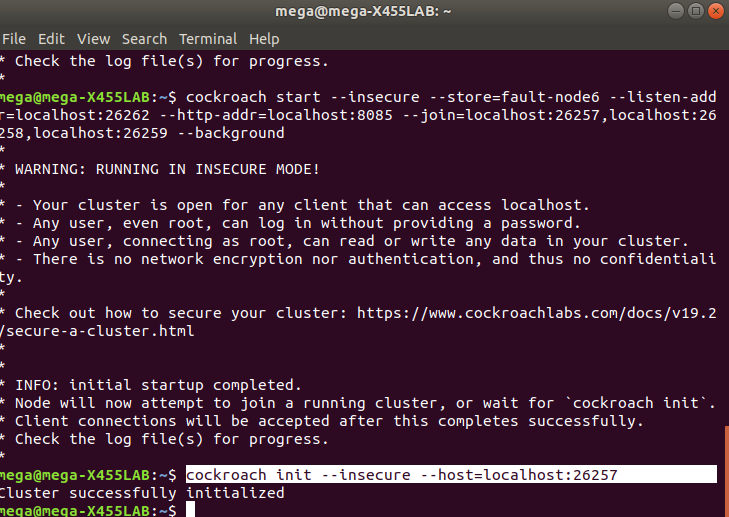 mega@mega-X455LAB: ~
File Edit View Search Terminal Help
* Check the log file(s) for progress.
*
mega@mega-X455LAB:~$ cockroach start --insecure --store=fault-node6 --listen-add
r=localhost:26262 --http-addr=localhost:8085 --join=localhost:26257,localhost:26
258,localhost:26259 --background
*
* WARNING: RUNNING IN INSECURE MODE!
*
* - Your cluster is open for any client that can access localhost.
* - Any user, even root, can log in without providing a password.
* - Any user, connecting as root, can read or write any data in your cluster.
* - There is no network encryption nor authentication, and thus no confidentiali
ty.
*
* Check out how to secure your cluster: https://www.cockroachlabs.com/docs/v19.2
/secure-a-cluster.html
*
*
* INFO: initial startup completed.
* Node will now attempt to join a running cluster, or wait for `cockroach init`.
* Client connections will be accepted after this completes successfully.
* Check the log file(s) for progress.
*
mega@mega-X455LAB:~$ cockroach init --insecure --host=localhost:26257
Cluster successfully initialized
mega@mega-X455LAB:~$